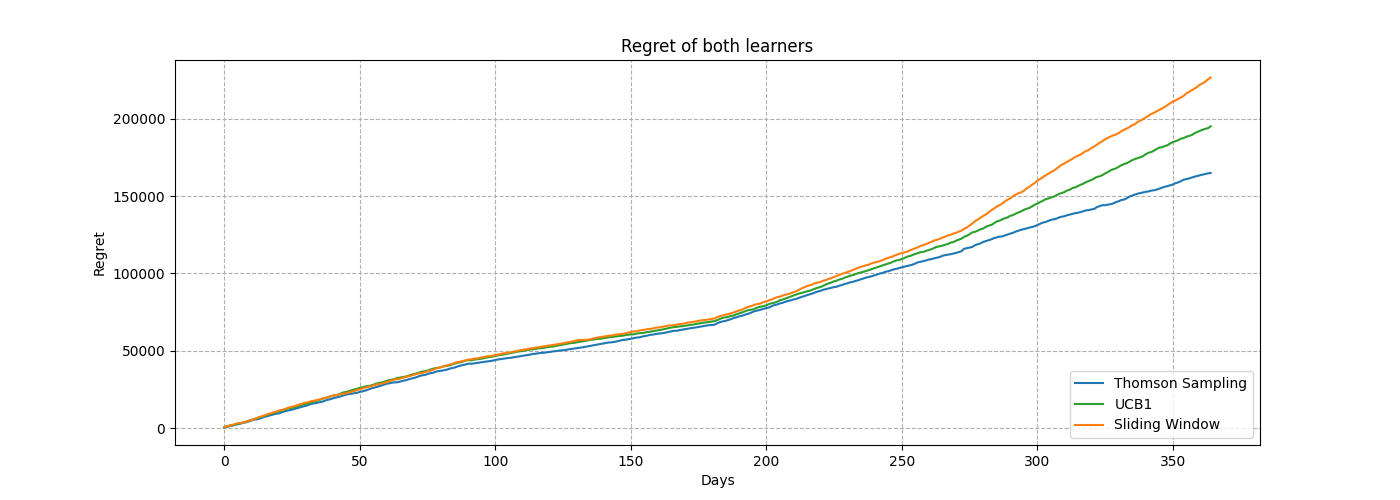 Regret of both learners
Regret
200000
150000
100000
50000
0
0 50 100 150 200 250 300 350
Days
Thomson Sampling
UCB1
Sliding Window